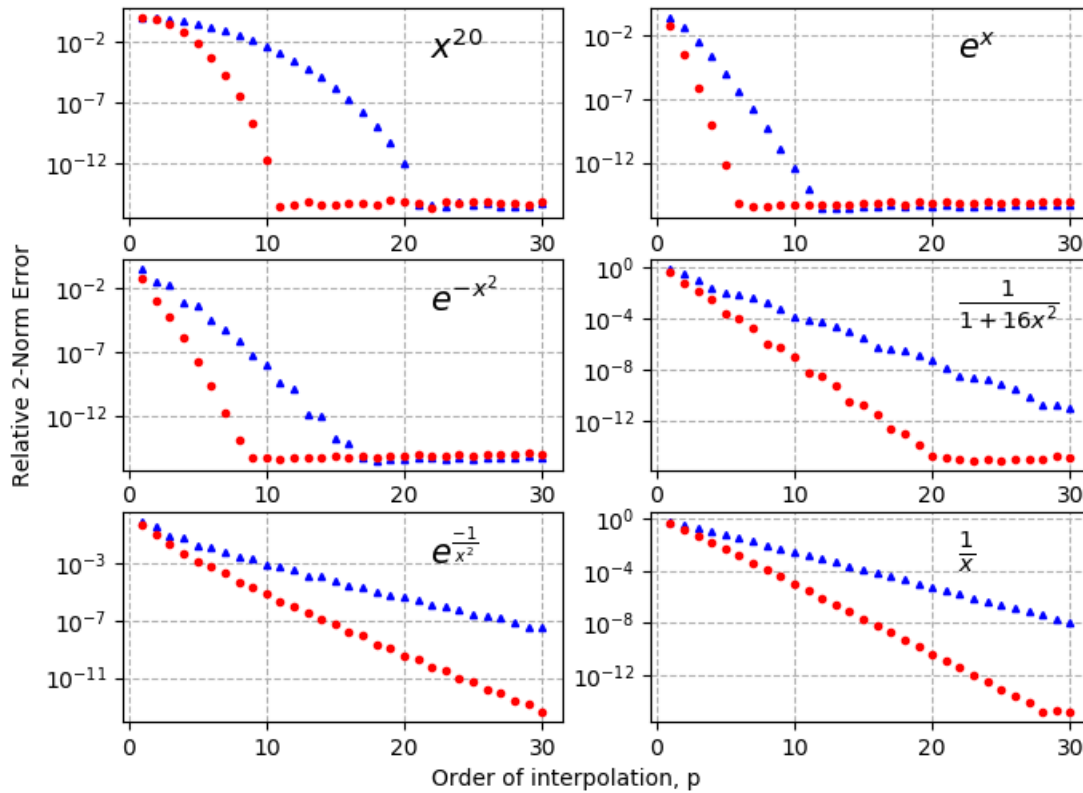 10^{-2}
10^{-7}
10^{-12}
x^{20}
0 10 20 30
10^{-2}
10^{-7}
10^{-12}
e^x
0 10 20 30
Relative 2-Norm Error
10^{-2}
10^{-7}
10^{-12}
e^{-x^2}
0 10 20 30
10^0
10^{-4}
10^{-8}
10^{-12}
\frac{1}{1+16x^2}
0 10 20 30
10^{-3}
10^{-7}
10^{-11}
e^{\frac{-1}{x^2}}
0 10 20 30
10^0
10^{-4}
10^{-8}
10^{-12}
\frac{1}{x}
0 10 20 30
Order of interpolation, p